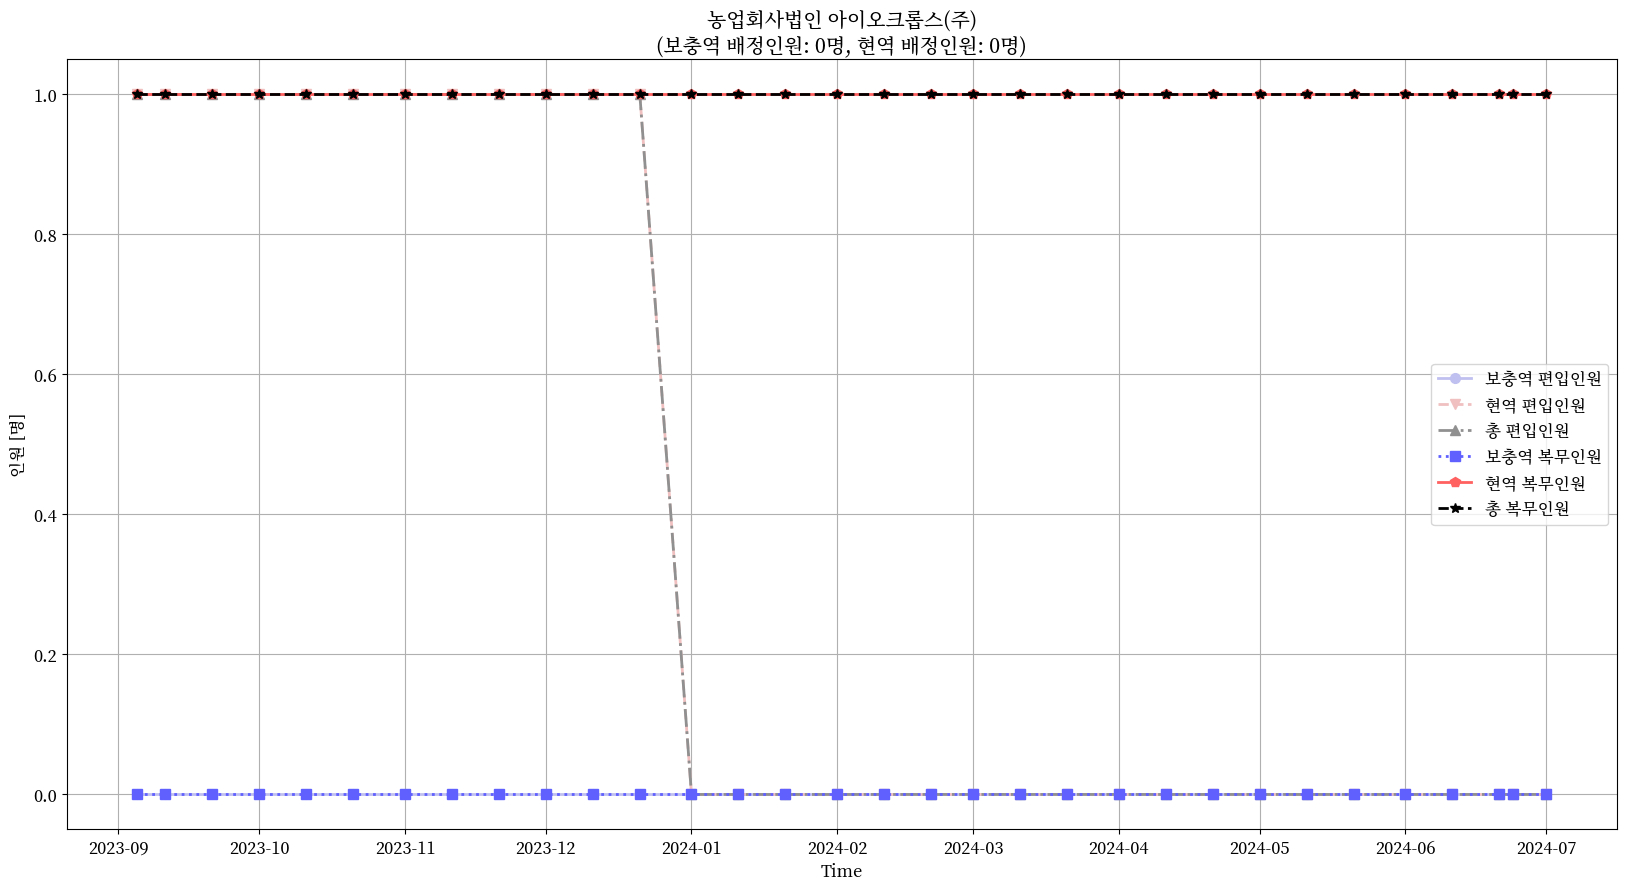 농업회사법인 아이오크롭스(주)
(보충역 배정인원: 0명, 현역 배정인원: 0명)
인원 [명]
1.0
0.8
0.6
0.4
0.2
0.0
보충역 편입인원
현역 편입인원
총 편입인원
보충역 복무인원
현역 복무인원
총 복무인원
2023-09
2023-10
2023-11
2023-12
2024-01
2024-02
2024-03
2024-04
2024-05
2024-06
2024-07
Time